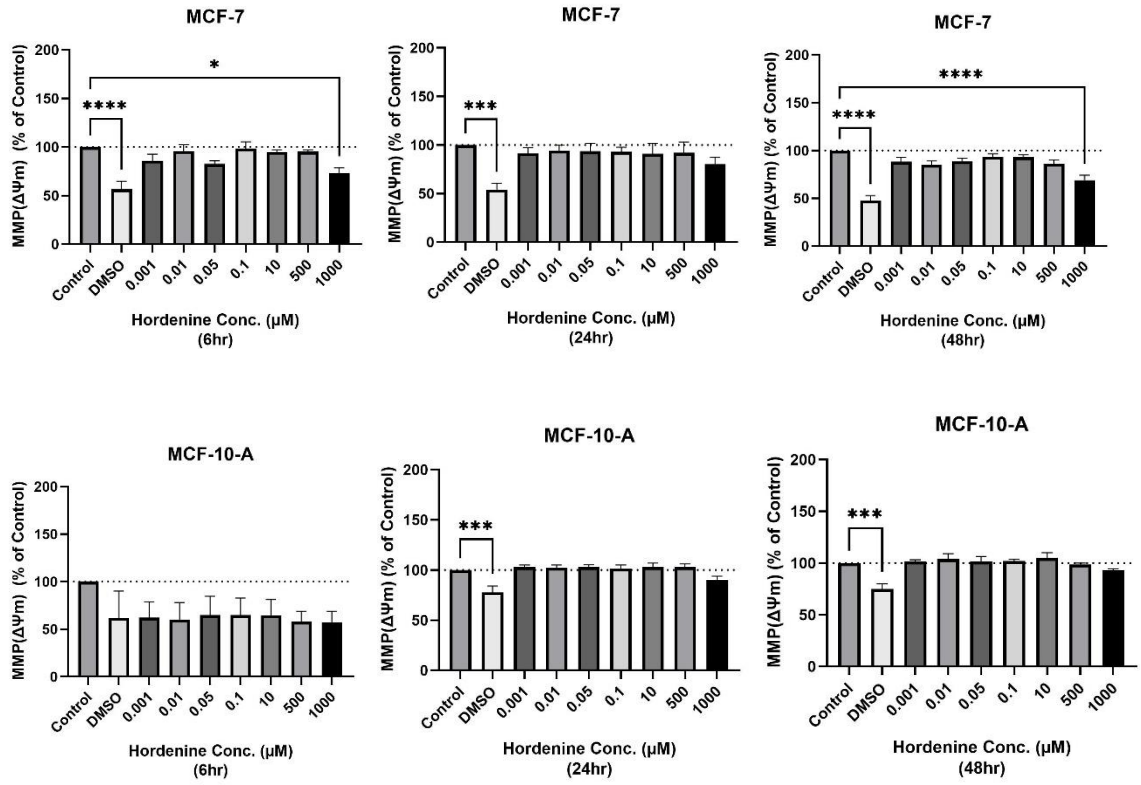 MCF-7
MMP(ΔΨm) (% of Control)
200
150
100
50
0
*
****
Control
DMSO
0.001
0.01
0.05
0.1
10
500
1000
Hordenine Conc. (µM)
(6hr)
MCF-7
MMP(ΔΨm) (% of Control)
200
150
100
50
0
***
Control
DMSO
0.001
0.01
0.05
0.1
10
500
1000
Hordenine Conc. (µM)
(24hr)
MCF-7
MMP(ΔΨm) (% of Control)
200
150
100
50
0
****
****
Control
DMSO
0.001
0.01
0.05
0.1
10
500
1000
Hordenine Conc. (µM)
(48hr)
MCF-10-A
MMP(ΔΨm) (% of Control)
200
150
100
50
0
Control
DMSO
0.001
0.01
0.05
0.1
10
500
1000
Hordenine Conc. (µM)
(6hr)
MCF-10-A
MMP(ΔΨm) (% of Control)
200
150
100
50
0
***
Control
DMSO
0.001
0.01
0.05
0.1
10
500
1000
Hordenine Conc. (µM)
(24hr)
MCF-10-A
MMP(ΔΨm) (% of Control)
200
150
100
50
0
***
Control
DMSO
0.001
0.01
0.05
0.1
10
500
1000
Hordenine Conc. (µM)
(48hr)